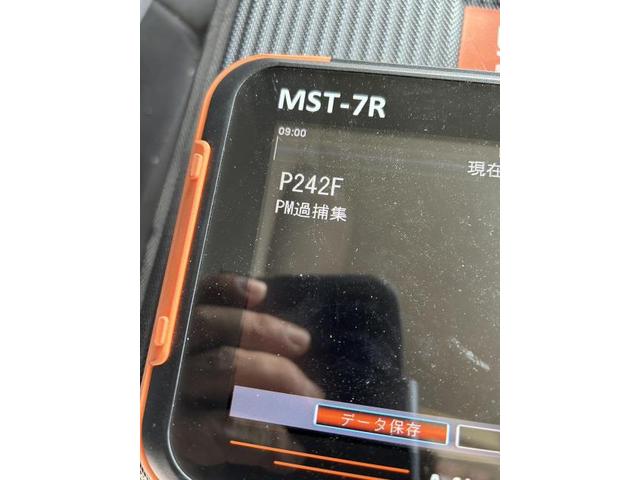 MST-7R
09:00
現在
P242F
PM過捕集
データ保存